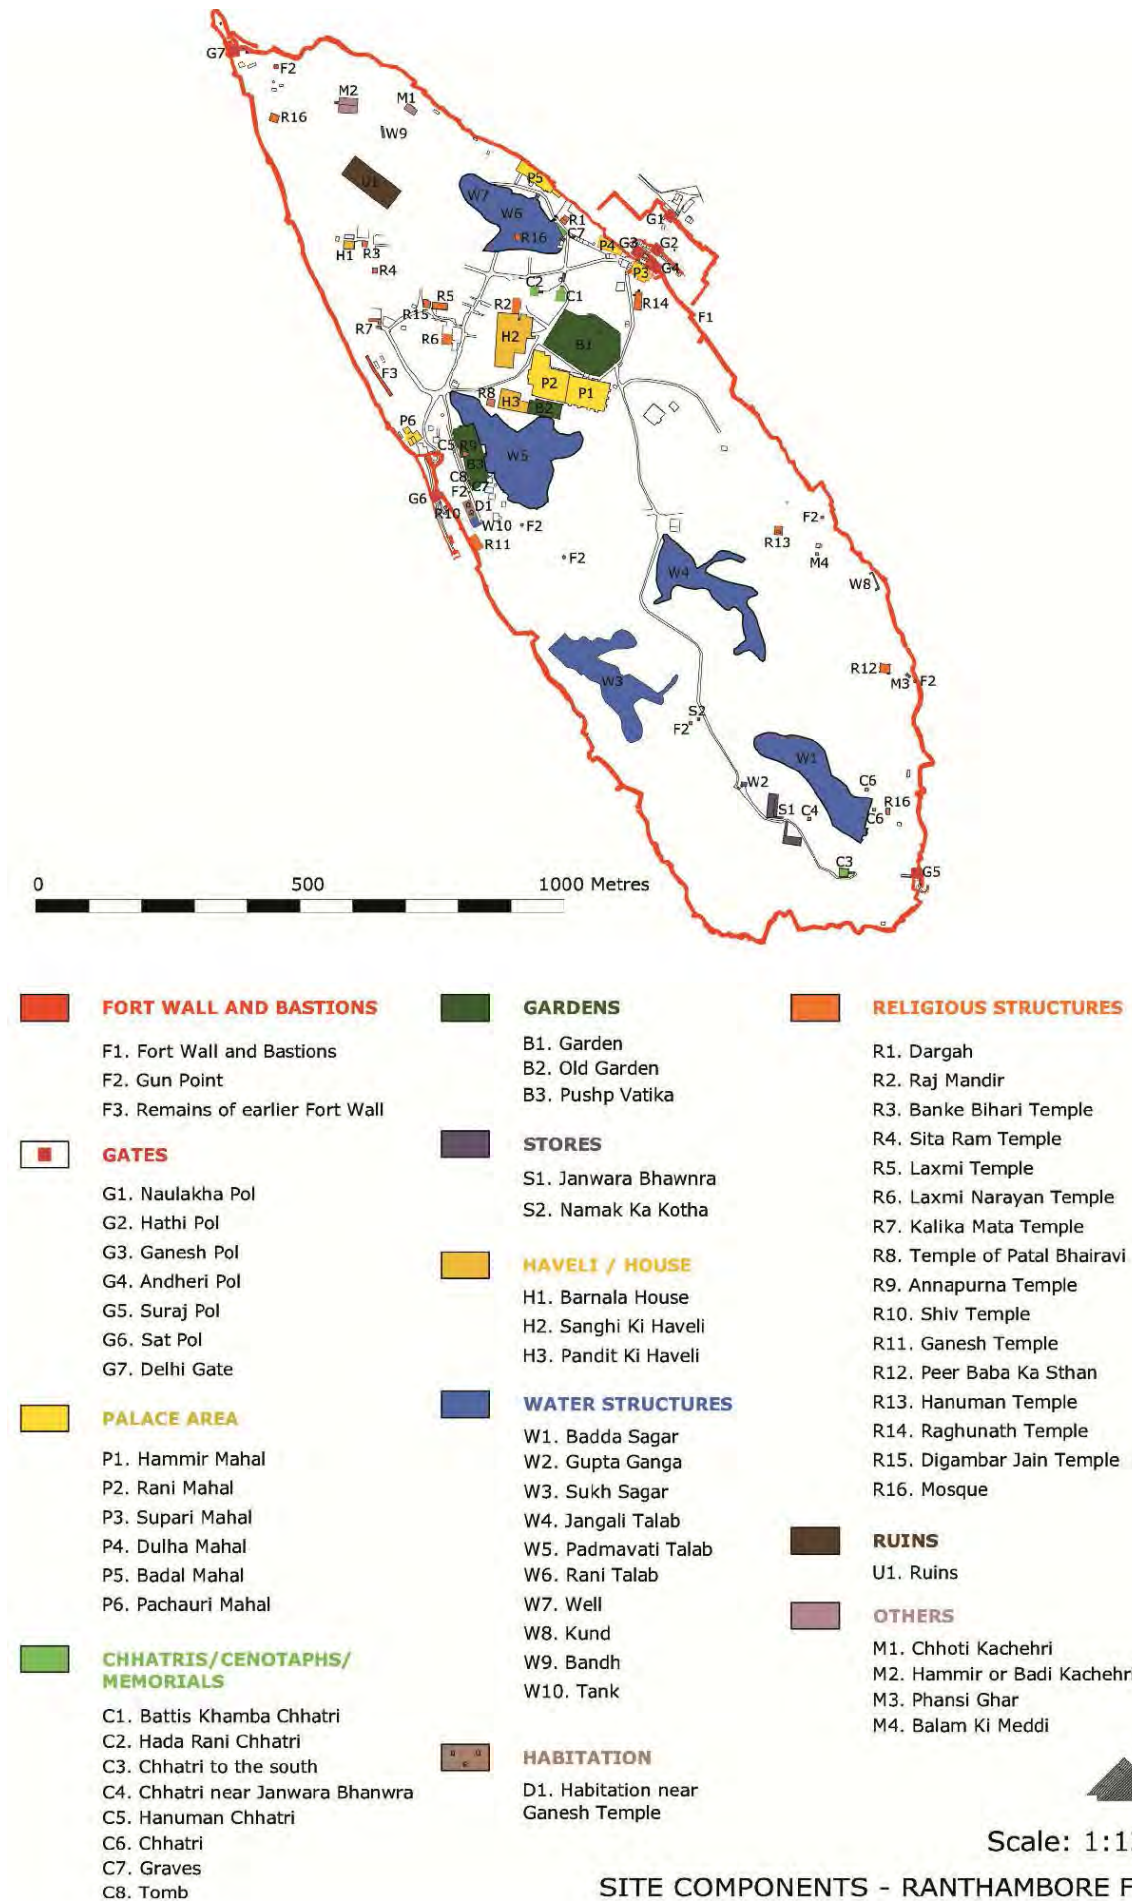 G7
F2
M2
M1
R16
W9
U1
P5
W7
W6
R1
G1
R16
C7
P4
G3
G2
H1
R3
P3
G4
R4
C2
C1
R15
R5
R2
R14
F1
R7
R6
H2
B1
F3
P2
P1
R8
H3
B2
P6
C5
R9
W5
B3
C8
C7
G6
F2
D1
R10
W10
F2
F2
R13
R11
M4
F2
W4
W8
W3
R12
M3
F2
S2
F2
W1
W2
C6
R16
S1
C4
C6
C3
G5
0 500 1000 Metres
FORT WALL AND BASTIONS
F1. Fort Wall and Bastions
F2. Gun Point
F3. Remains of earlier Fort Wall
GATES
G1. Naulakha Pol
G2. Hathi Pol
G3. Ganesh Pol
G4. Andheri Pol
G5. Suraj Pol
G6. Sat Pol
G7. Delhi Gate
PALACE AREA
P1. Hammir Mahal
P2. Rani Mahal
P3. Supari Mahal
P4. Dulha Mahal
P5. Badal Mahal
P6. Pachauri Mahal
CHHATRIS/CENOTAPHS/
MEMORIALS
C1. Battis Khamba Chhatri
C2. Hada Rani Chhatri
C3. Chhatri to the south
C4. Chhatri near Janwara Bhanwra
C5. Hanuman Chhatri
C6. Chhatri
C7. Graves
C8. Tomb
GARDENS
B1. Garden
B2. Old Garden
B3. Pushp Vatika
STORES
S1. Janwara Bhawnra
S2. Namak Ka Kotha
HAVELI / HOUSE
H1. Barnala House
H2. Sanghi Ki Haveli
H3. Pandit Ki Haveli
WATER STRUCTURES
W1. Badda Sagar
W2. Gupta Ganga
W3. Sukh Sagar
W4. Jangali Talab
W5. Padmavati Talab
W6. Rani Talab
W7. Well
W8. Kund
W9. Bandh
W10. Tank
HABITATION
D1. Habitation near
Ganesh Temple
RELIGIOUS STRUCTURES
R1. Dargah
R2. Raj Mandir
R3. Banke Bihari Temple
R4. Sita Ram Temple
R5. Laxmi Temple
R6. Laxmi Narayan Temple
R7. Kalika Mata Temple
R8. Temple of Patal Bhairavi
R9. Annapurna Temple
R10. Shiv Temple
R11. Ganesh Temple
R12. Peer Baba Ka Sthan
R13. Hanuman Temple
R14. Raghunath Temple
R15. Digambar Jain Temple
R16. Mosque
RUINS
U1. Ruins
OTHERS
M1. Chhoti Kachehri
M2. Hammir or Badi Kachehri
M3. Phansi Ghar
M4. Balam Ki Meddi
Scale:
SITE COMPONENTS - RANTHAMBORE